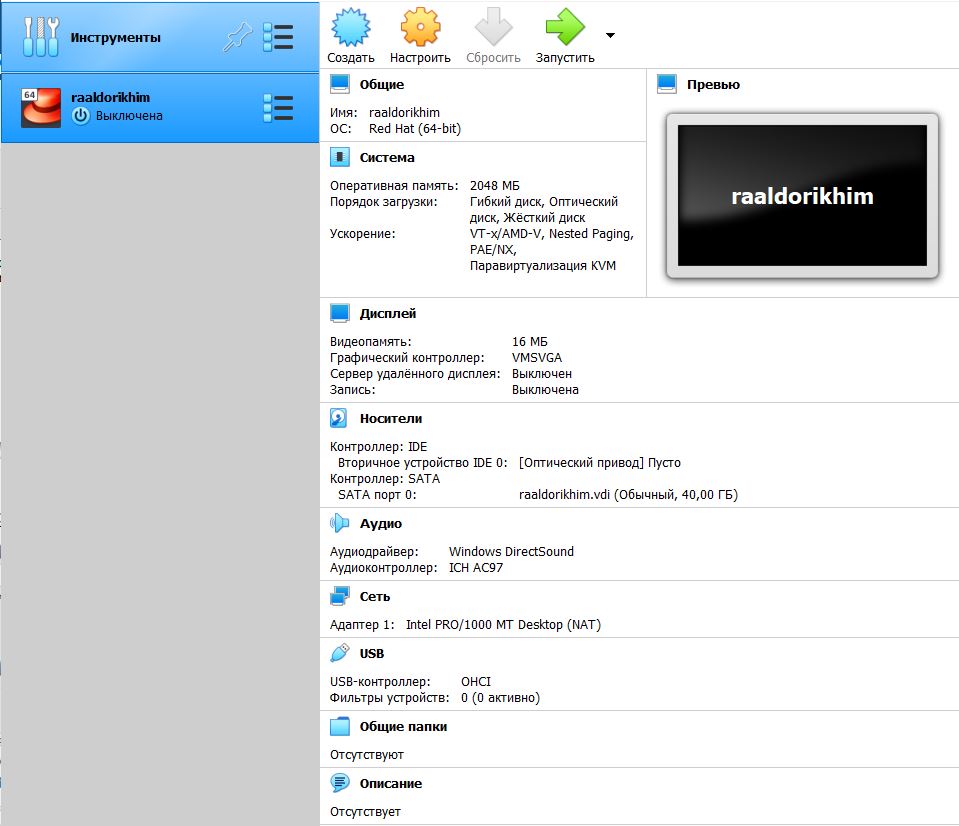 Инструменты
64
raaldorikhim
Выключена
Создать Настроить Сбросить Запустить
Общие
Имя: raaldorikhim
ОС: Red Hat (64-bit)
Превью
raaldorikhim
Система
Оперативная память: 2048 МБ
Порядок загрузки: Гибкий диск, Оптический
диск, Жёсткий диск
Ускорение: VT-x/AMD-V, Nested Paging,
PAE/NX,
Паравиртуализация KVM
Дисплей
Видеопамять: 16 МБ
Графический контроллер: VMSVGA
Сервер удалённого дисплея: Выключен
Запись: Выключена
Носители
Контроллер: IDE
Вторичное устройство IDE 0: [Оптический привод] Пусто
Контроллер: SATA
SATA порт 0: raaldorikhim.vdi (Обычный, 40,00 ГБ)
Аудио
Аудиодрайвер: Windows DirectSound
Аудиоконтроллер: ICH AC97
Сеть
Адаптер 1: Intel PRO/1000 MT Desktop (NAT)
USB
USB-контроллер: OHCI
Фильтры устройств: 0 (0 активно)
Общие папки
Отсутствуют
Описание
Отсутствует